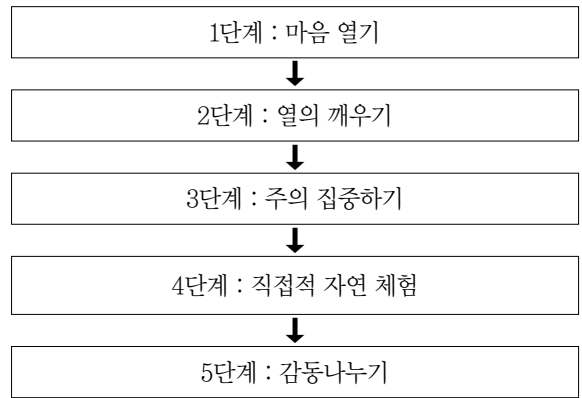 1단계 : 마음 열기
2단계 : 열의 깨우기
3단계 : 주의 집중하기
4단계 : 직접적 자연 체험
5단계 : 감동나누기